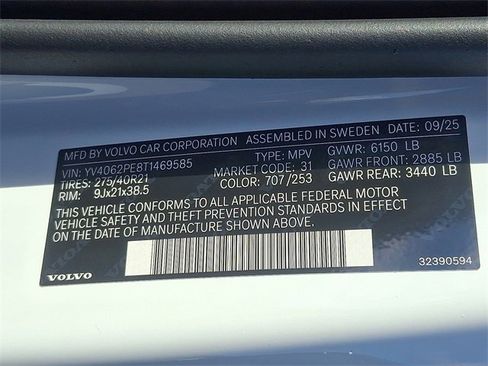 MFD BY VOLVO CAR CORPORATION ASSEMBLED IN SWEDEN DATE 09/25
VIN: YV4062PE8T1469585 TYPE: MPV GVWR: 6150 LB
TIRES: 275/40R21 MARKET CODE: 31 GAWR FRONT: 2885 LB
RIM: 9Jx21x38.5 COLOR: 707/253 GAWR REAR: 3440 LB
THIS VEHICLE CONFORMS TO ALL APPLICABLE FEDERAL MOTOR
VEHICLE SAFETY AND THEFT PREVENTION STANDARDS IN EFFECT
ON THE DATE OF MANUFACTURE SHOWN ABOVE.
VOLVO 32390594